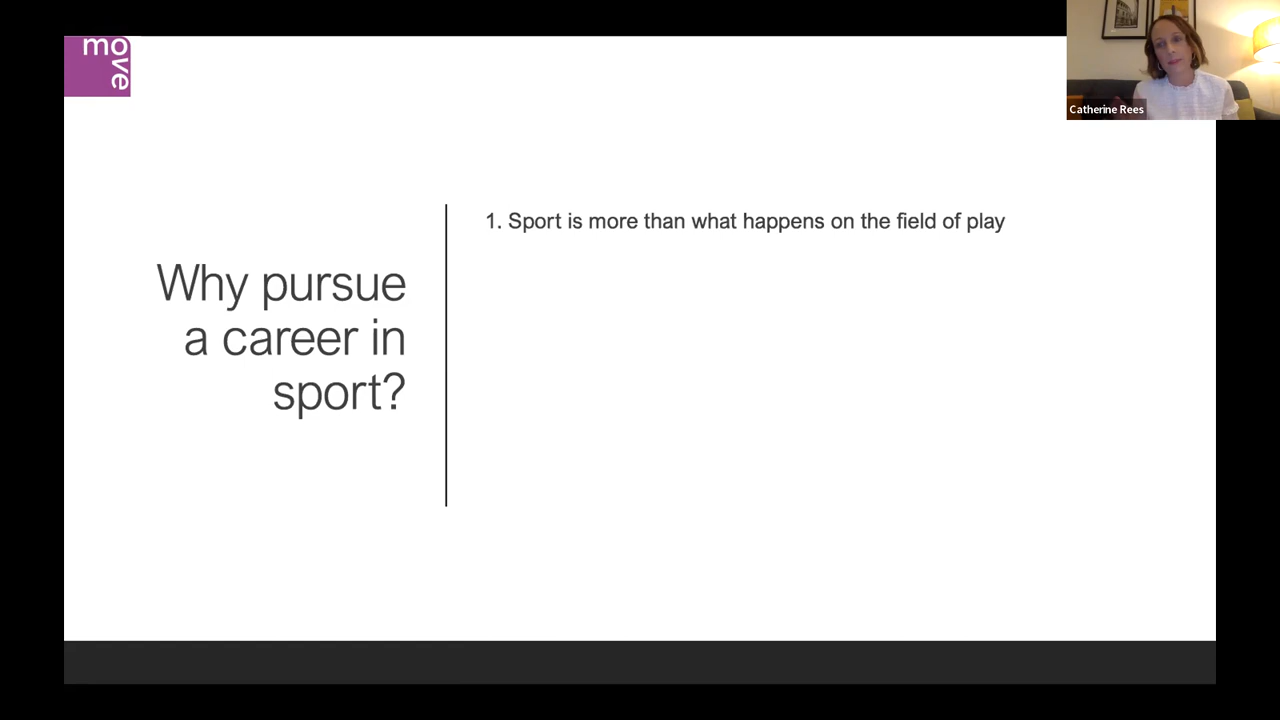 move
Catherine Rees
Why pursue
a career in
sport?
1. Sport is more than what happens on the field of play